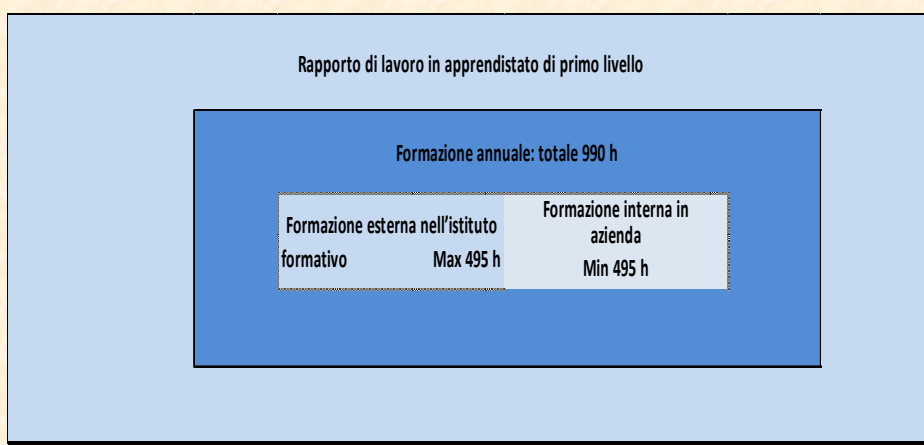 Rapporto di lavoro in apprendistato di primo livello
Formazione annuale: totale 990 h
Formazione esterna nell'istituto
formativo Max 495 h
Formazione interna in
azienda
Min 495 h